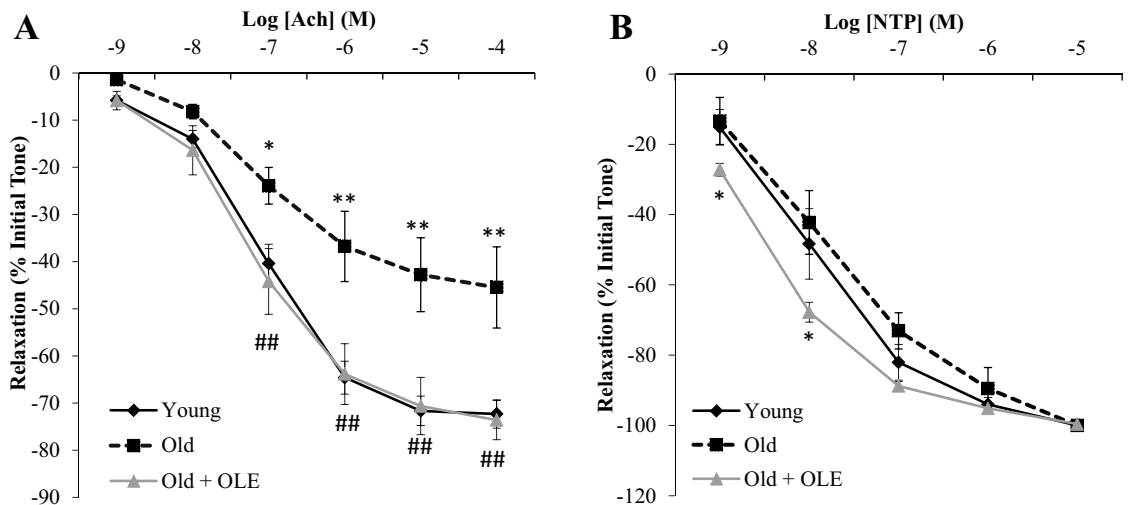 A
Log [Ach] (M)
-9 -8 -7 -6 -5 -4
Relaxation (% Initial Tone)
0
-10
-20
-30
-40
-50
-60
-70
-80
-90
* ** ** **
## ## ## ##
Young
Old
Old + OLE
B
Log [NTP] (M)
-9 -8 -7 -6 -5
Relaxation (% Initial Tone)
0
-20
-40
-60
-80
-100
-120
*
*
Young
Old
Old + OLE